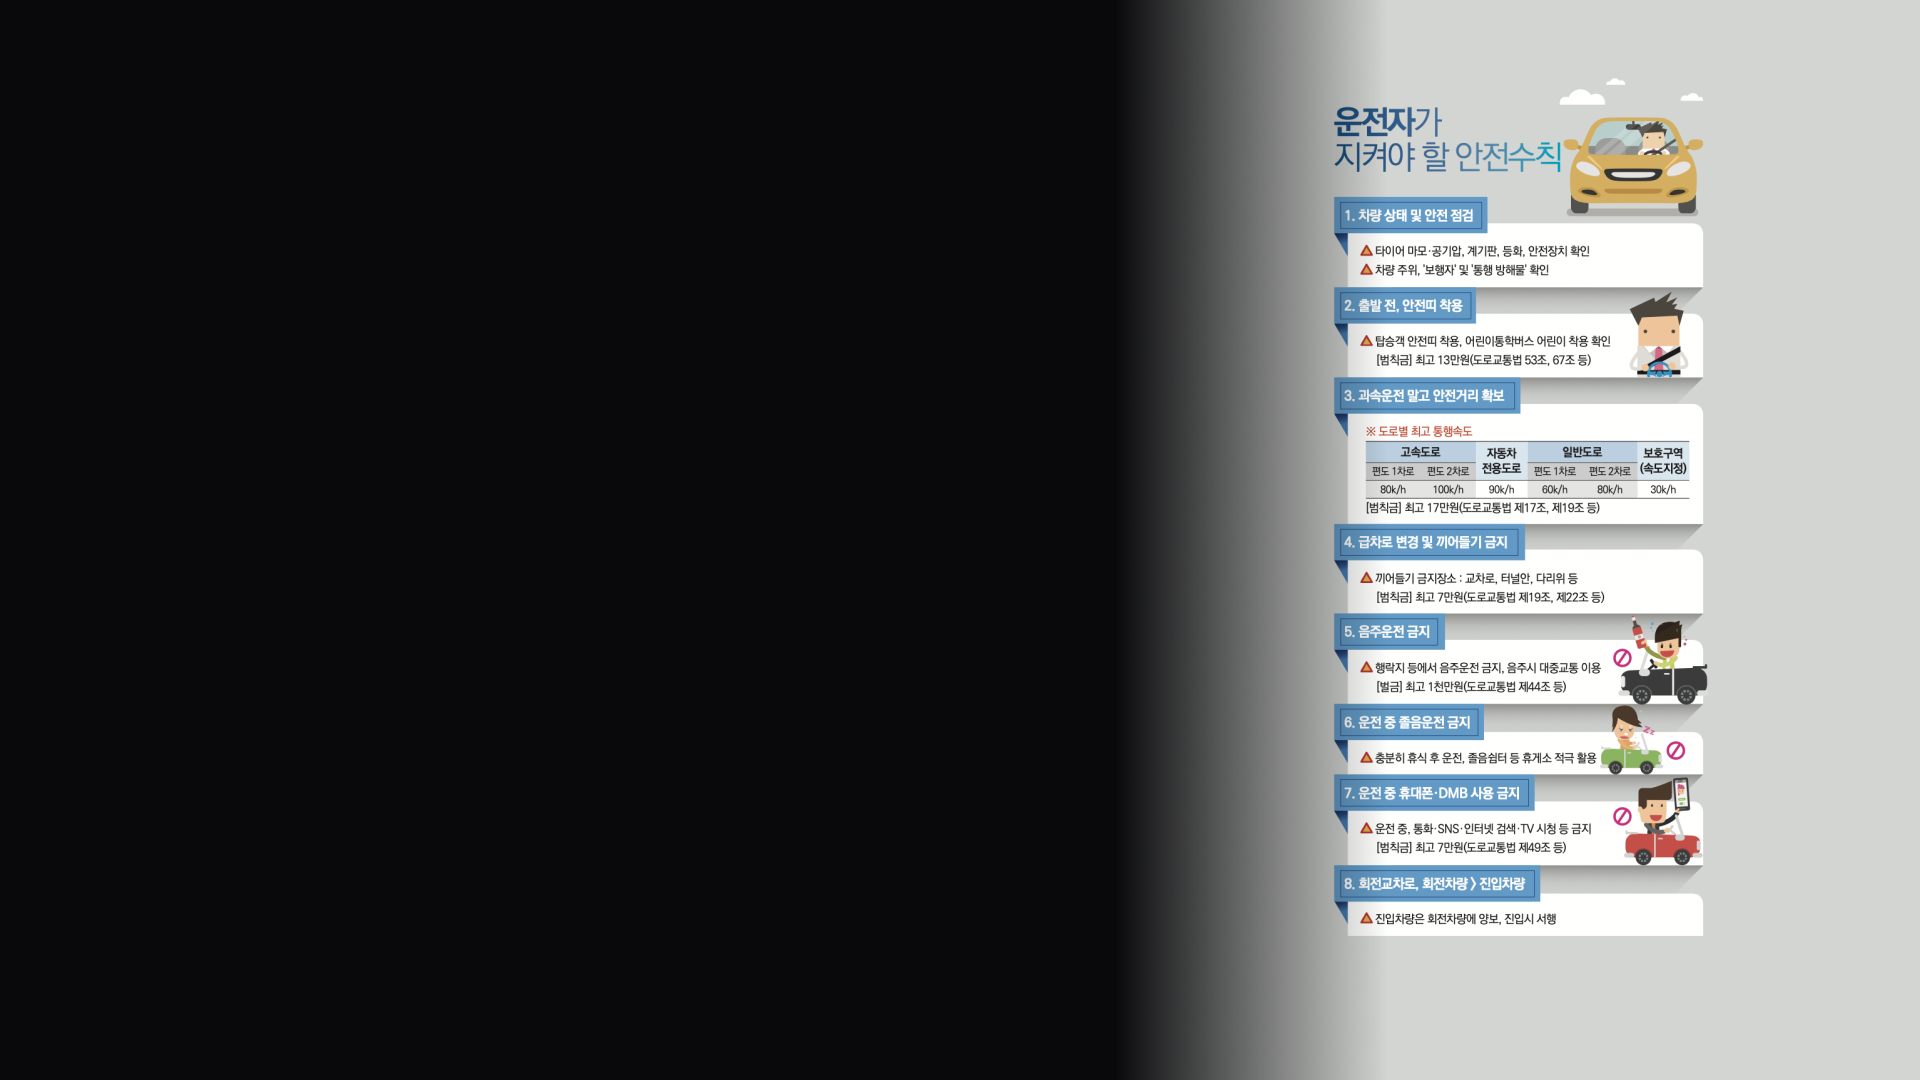 운전자가
지켜야 할 안전수칙
1. 차량 상태 및 안전 점검
타이어 마모·공기압, 계기판, 등화, 안전장치 확인
차량 주위, '보행자' 및 '통행 방해물' 확인
2. 출발 전, 안전띠 착용
탑승객 안전띠 착용, 어린이통학버스 어린이 착용 확인
[범칙금] 최고 13만원(도로교통법 53조, 67조 등)
3. 과속운전 말고 안전거리 확보
※ 도로별 최고 통행속도
고속도로 자동차 전용도로 일반도로 보호구역 (속도지정)
편도 1차로 편도 2차로 편도 1차로 편도 2차로
80k/h 100k/h 90k/h 60k/h 80k/h 30k/h
[범칙금] 최고 17만원(도로교통법 제17조, 제19조 등)
4. 급차로 변경 및 끼어들기 금지
끼어들기 금지장소 : 교차로, 터널안, 다리위 등
[범칙금] 최고 7만원(도로교통법 제19조, 제22조 등)
5. 음주운전 금지
행락지 등에서 음주운전 금지, 음주시 대중교통 이용
[벌금] 최고 1천만원(도로교통법 제44조 등)
6. 운전 중 졸음운전 금지
충분히 휴식 후 운전, 졸음쉼터 등 휴게소 적극 활용
7. 운전 중 휴대폰·DMB 사용 금지
운전 중, 통화·SNS·인터넷 검색·TV 시청 등 금지
[범칙금] 최고 7만원(도로교통법 제49조 등)
8. 회전교차로, 회전차량 > 진입차량
진입차량은 회전차량에 양보, 진입시 서행